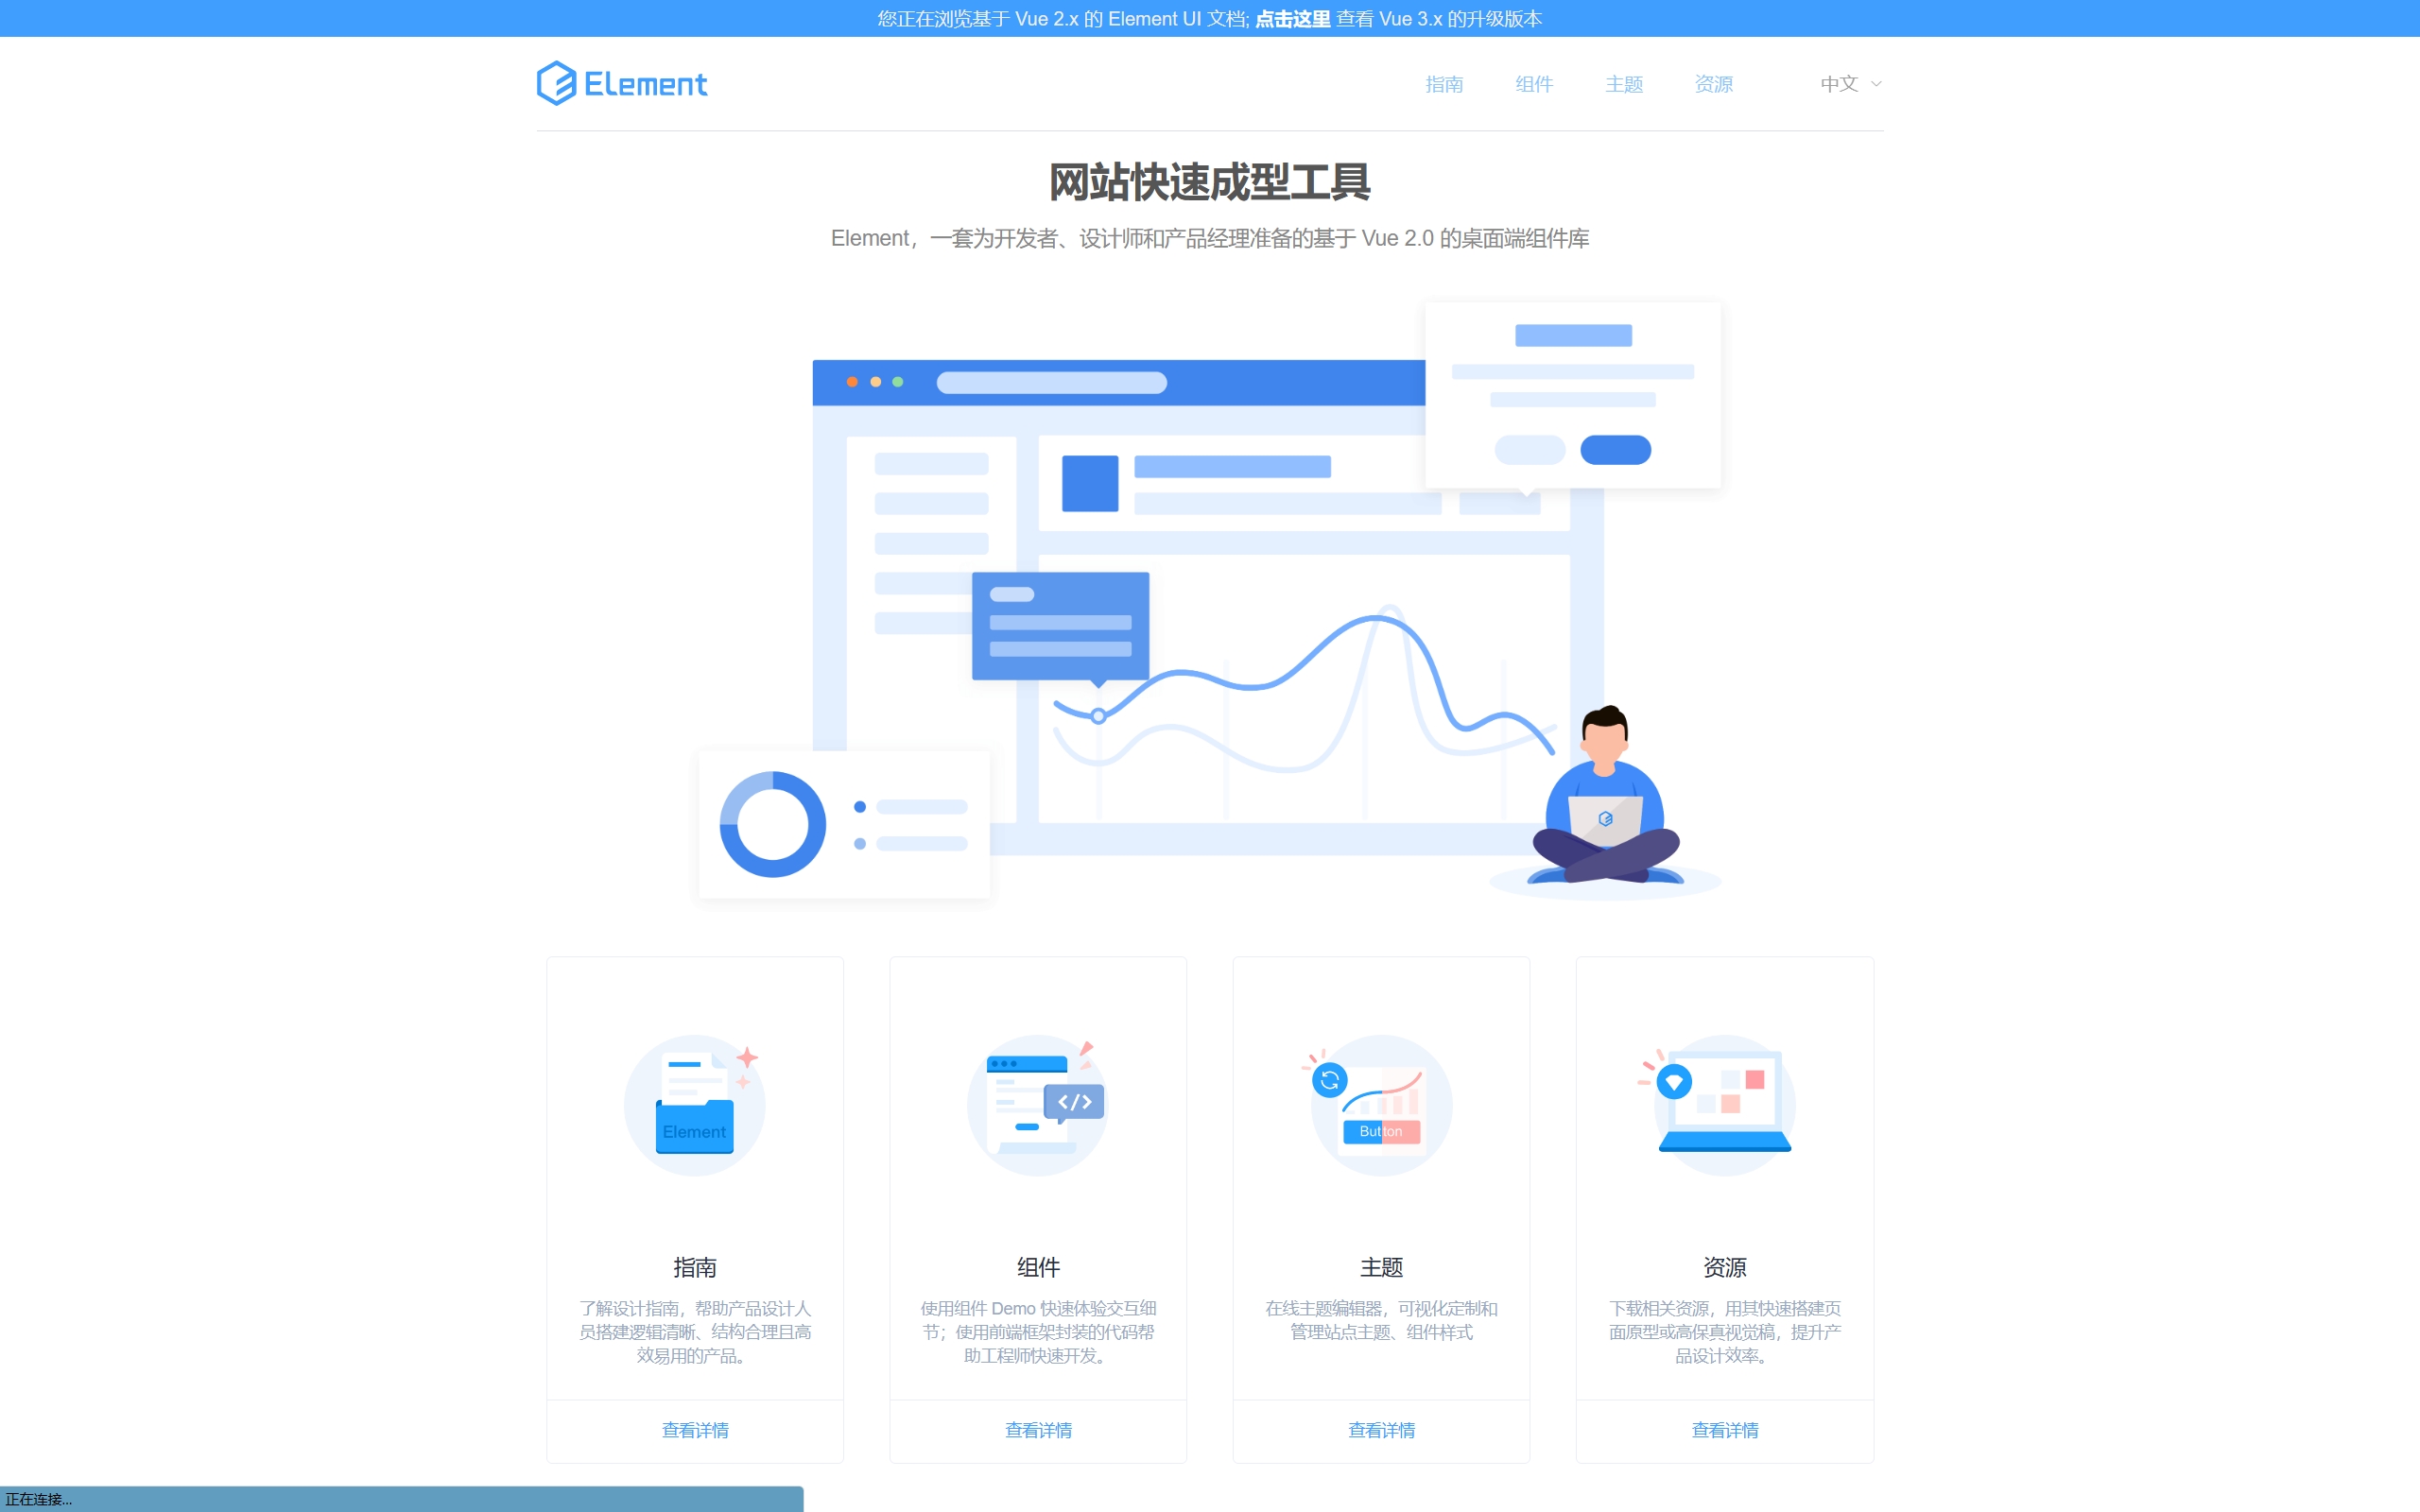 您正在浏览基于 Vue 2.x 的 Element UI 文档; 点击这里 查看 Vue 3.x 的升级版本
Element
指南
组件
主题
资源
中文
网站快速成型工具
Element，一套为开发者、设计师和产品经理准备的基于 Vue 2.0 的桌面端组件库
Element
</>
Button
指南
了解设计指南，帮助产品设计人
员搭建逻辑清晰、结构合理且高
效易用的产品。
查看详情
组件
使用组件 Demo 快速体验交互细
节；使用前端框架封装的代码帮
助工程师快速开发。
查看详情
主题
在线主题编辑器，可视化定制和
管理站点主题、组件样式
查看详情
资源
下载相关资源，用其快速搭建页
面原型或高保真视觉稿，提升产
品设计效率。
查看详情
正在连接...